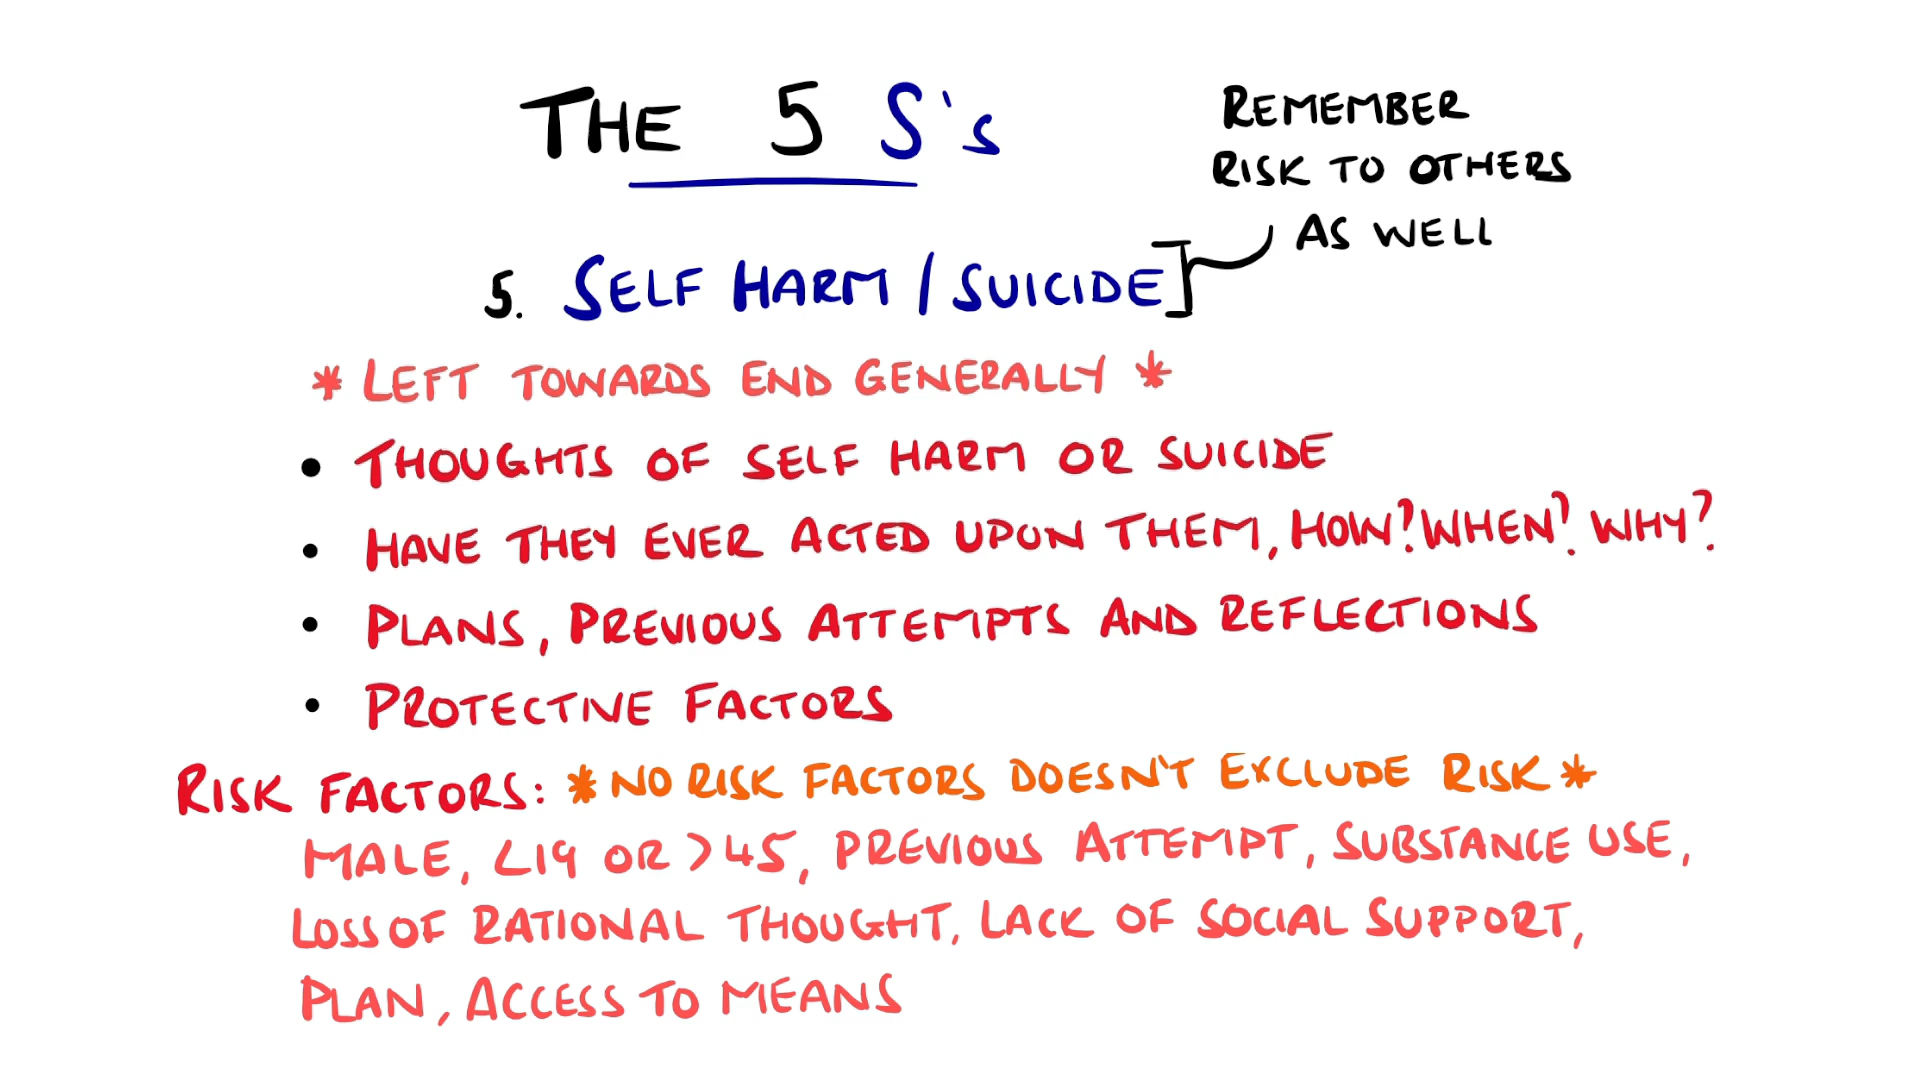 THE 5 S's
REMEMBER
RISK TO OTHERS
AS WELL
5. SELF HARM / SUICIDE]
* LEFT TOWARDS END GENERALLY *
• THOUGHTS OF SELF HARM OR SUICIDE
• HAVE THEY EVER ACTED UPON THEM, HOW? WHEN? WHY?
• PLANS, PREVIOUS ATTEMPTS AND REFLECTIONS
• PROTECTIVE FACTORS
RISK FACTORS: * NO RISK FACTORS DOESN'T EXCLUDE RISK *
MALE, <19 OR >45, PREVIOUS ATTEMPT, SUBSTANCE USE,
LOSS OF RATIONAL THOUGHT, LACK OF SOCIAL SUPPORT,
PLAN, ACCESS TO MEANS